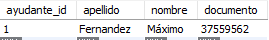 ayudante_id apellido nombre documento
1 Fernandez Máximo 37559562